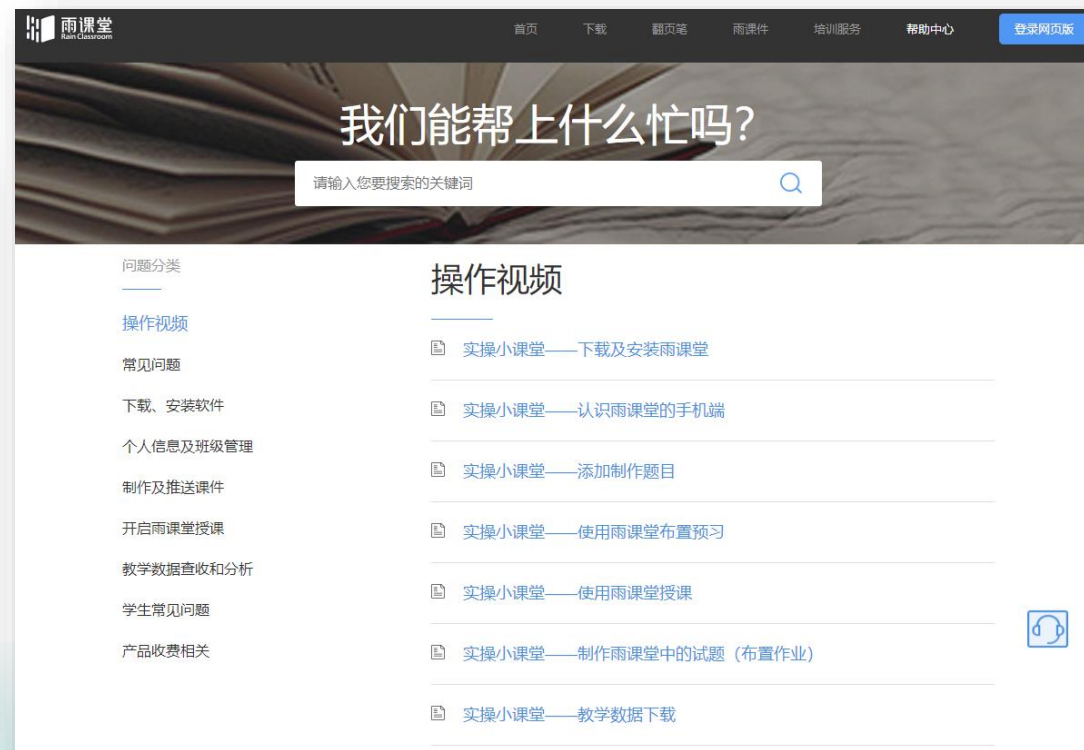 雨课堂
Rain Classroom
首页 下载 翻页笔 雨课件 培训服务 帮助中心 登录网页版
我们能帮上什么忙吗?
请输入您要搜索的关键词
问题分类
操作视频
常见问题
下载、安装软件
个人信息及班级管理
制作及推送课件
开启雨课堂授课
教学数据查收和分析
学生常见问题
产品收费相关
操作视频
实操小课堂——下载及安装雨课堂
实操小课堂——认识雨课堂的手机端
实操小课堂——添加制作题目
实操小课堂——使用雨课堂布置预习
实操小课堂——使用雨课堂授课
实操小课堂——制作雨课堂中的试题（布置作业）
实操小课堂——教学数据下载